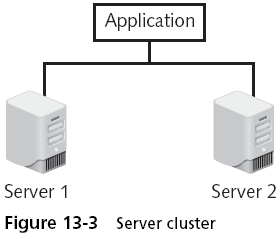 Application
Server 1
Server 2
Figure 13-3 Server cluster